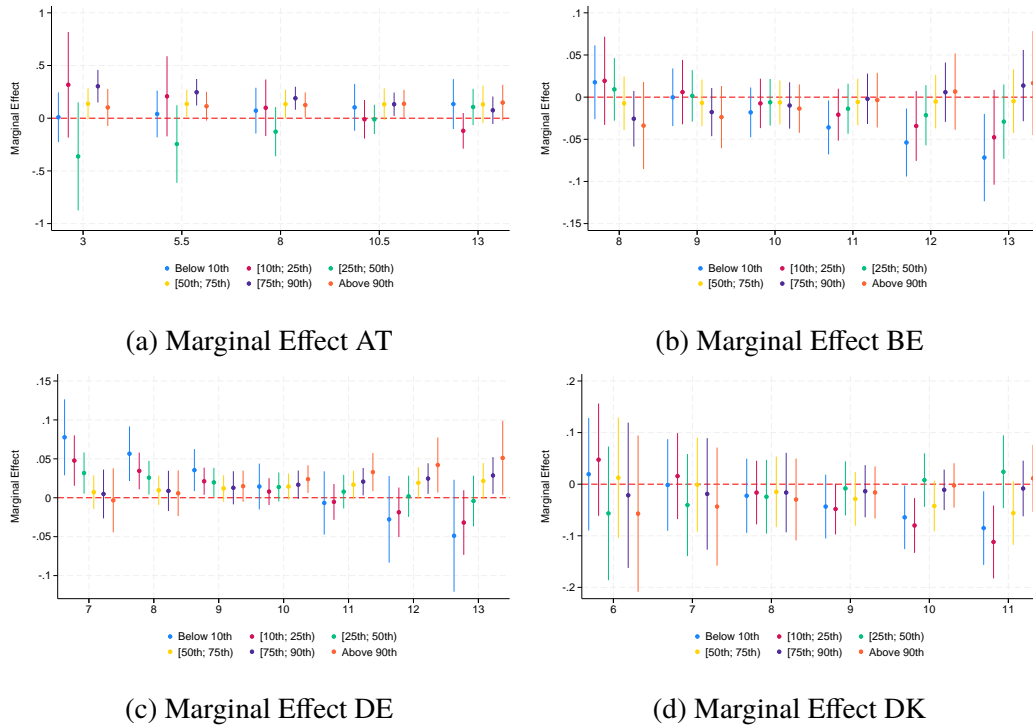 1
.5
0
-.5
-1
Marginal Effect
3 5.5 8 10.5 13
Below 10th [10th; 25th) [25th; 50th)
[50th; 75th) [75th; 90th) Above 90th
(a) Marginal Effect AT
.1
.05
0
-.05
-.1
-.15
Marginal Effect
8 9 10 11 12 13
Below 10th [10th; 25th) [25th; 50th)
[50th; 75th) [75th; 90th) Above 90th
(b) Marginal Effect BE
.15
.1
.05
0
-.05
-.1
Marginal Effect
7 8 9 10 11 12 13
Below 10th [10th; 25th) [25th; 50th)
[50th; 75th) [75th; 90th) Above 90th
(c) Marginal Effect DE
.2
.1
0
-.1
-.2
Marginal Effect
6 7 8 9 10 11
Below 10th [10th; 25th) [25th; 50th)
[50th; 75th) [75th; 90th) Above 90th
(d) Marginal Effect DK